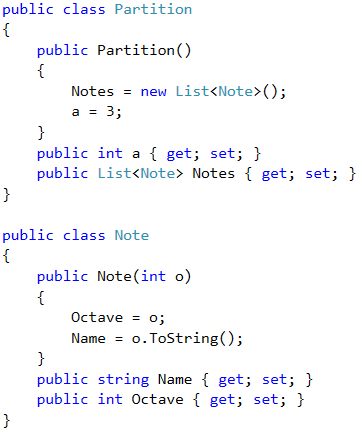 public class Partition
{
    public Partition()
    {
        Notes = new List<Note>();
        a = 3;
    }
    public int a { get; set; }
    public List<Note> Notes { get; set; }
}

public class Note
{
    public Note(int o)
    {
        Octave = o;
        Name = o.ToString();
    }
    public string Name { get; set; }
    public int Octave { get; set; }
}